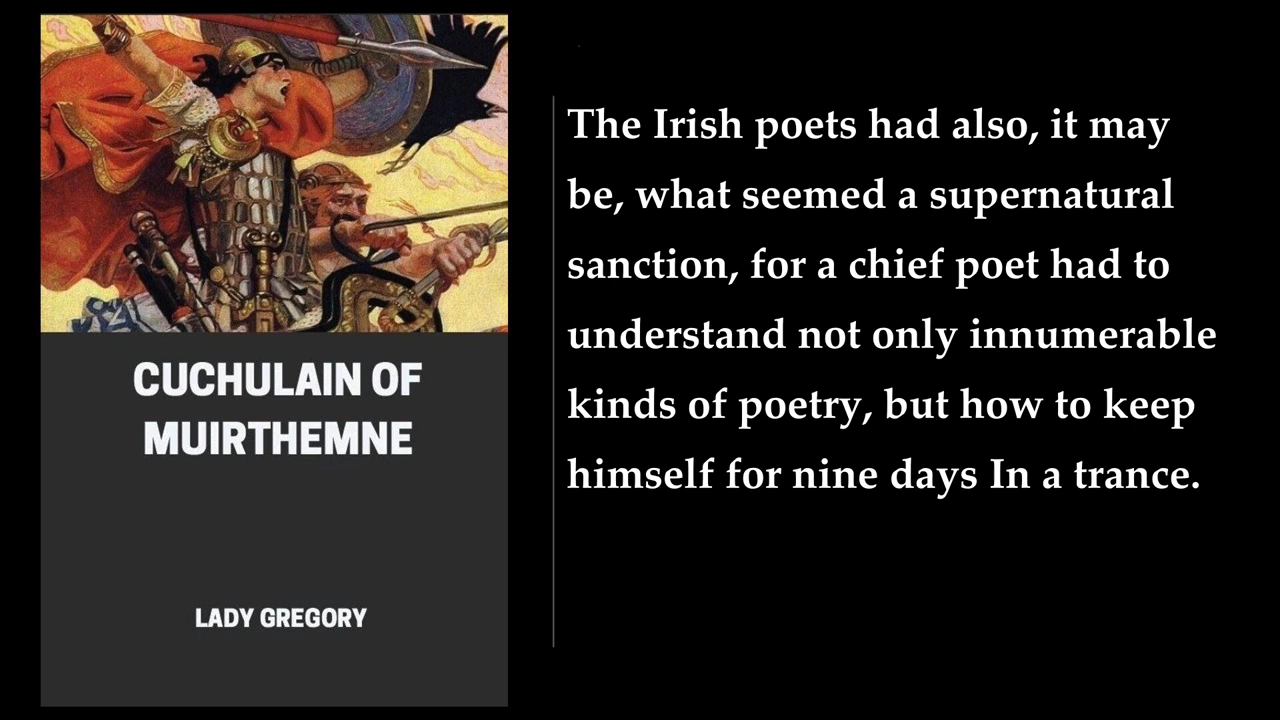 CUCHULAIN OF
MUIRTHEMNE
LADY GREGORY
The Irish poets had also, it may
be, what seemed a supernatural
sanction, for a chief poet had to
understand not only innumerable
kinds of poetry, but how to keep
himself for nine days In a trance.